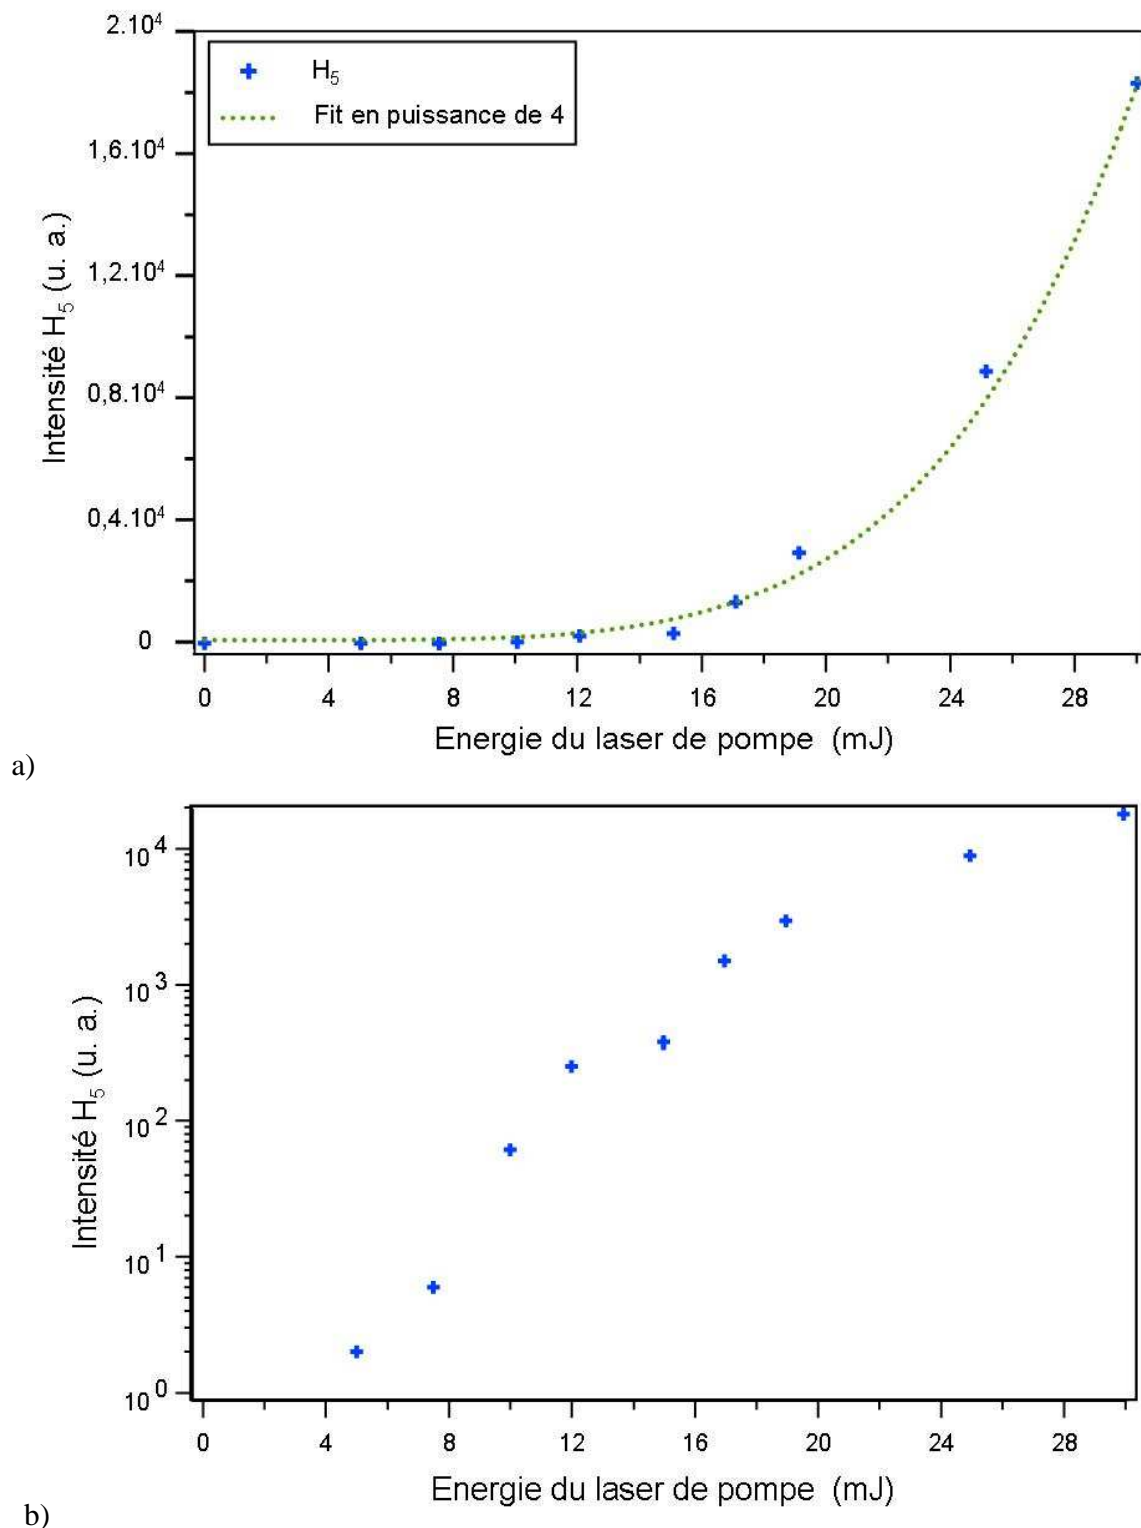 2.10⁴
H₅
Fit en puissance de 4
1,6.10⁴
1,2.10⁴
0,8.10⁴
0,4.10⁴
0
Intensité H₅ (u. a.)
0 4 8 12 16 20 24 28
Energie du laser de pompe (mJ)
a)
10⁴
10³
10²
10¹
10⁰
Intensité H₅ (u. a.)
0 4 8 12 16 20 24 28
Energie du laser de pompe (mJ)
b)